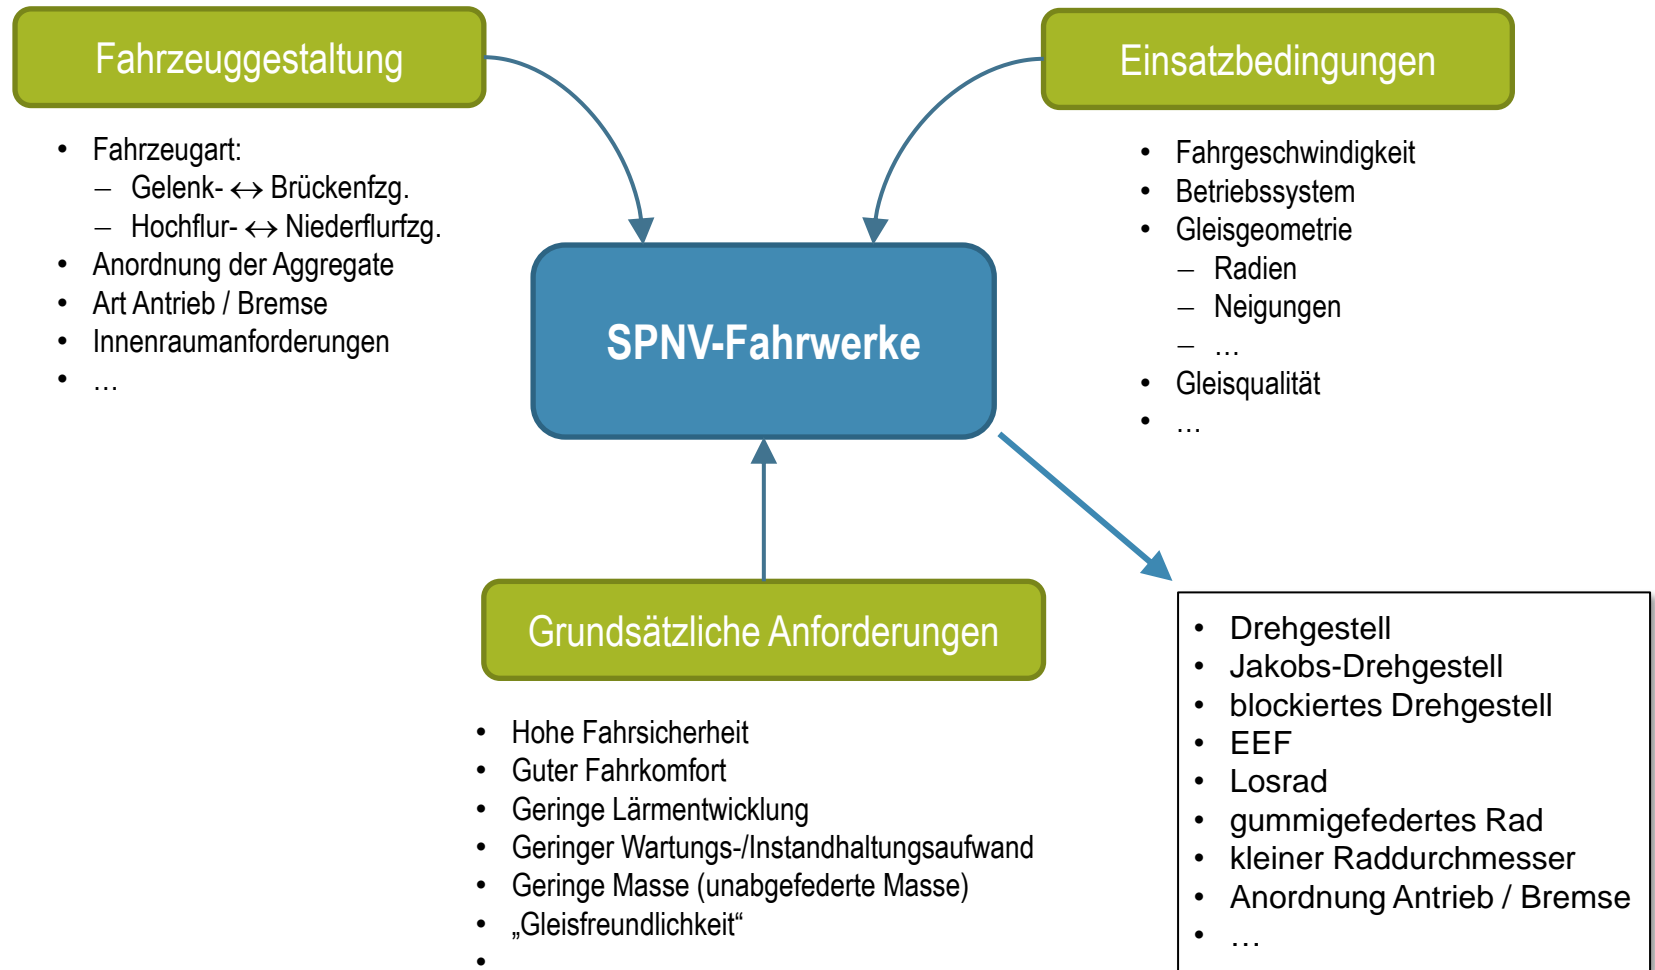 Fahrzeuggestaltung
• Fahrzeugart:
– Gelenk- ↔ Brückenfzg.
– Hochflur- ↔ Niederflurfzg.
• Anordnung der Aggregate
• Art Antrieb / Bremse
• Innenraumanforderungen
• …
Einsatzbedingungen
• Fahrgeschwindigkeit
• Betriebssystem
• Gleisgeometrie
– Radien
– Neigungen
– …
• Gleisqualität
• …
SPNV-Fahrwerke
Grundsätzliche Anforderungen
• Hohe Fahrsicherheit
• Guter Fahrkomfort
• Geringe Lärmentwicklung
• Geringer Wartungs-/Instandhaltungsaufwand
• Geringe Masse (unabgefederte Masse)
• „Gleisfreundlichkeit“
•
• Drehgestell
• Jakobs-Drehgestell
• blockiertes Drehgestell
• EEF
• Losrad
• gummigefedertes Rad
• kleiner Raddurchmesser
• Anordnung Antrieb / Bremse
• …